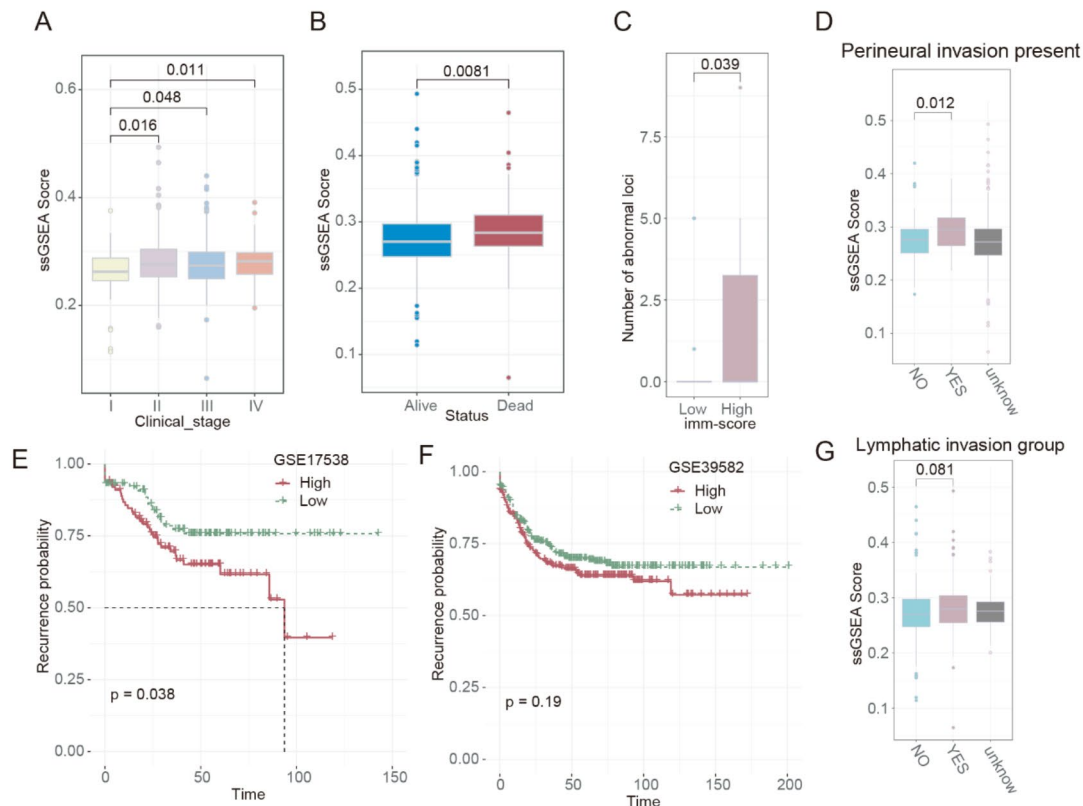 A
0.6
0.4
0.2
ssGSEA Socre
0.011
0.048
0.016
I
II
III
IV
Clinical_stage
B
0.5
0.4
0.3
0.2
0.1
ssGSEA Socre
0.0081
Alive
Dead
Status
C
7.5
5.0
2.5
0.0
Number of abnormal loci
0.039
Low
High
imm-score
D
Perineural invasion present
0.5
0.4
0.3
0.2
0.1
ssGSEA Score
0.012
NO
YES
unknow
E
GSE17538
High
Low
1.00
0.75
0.50
0.25
0.00
Recurrence probability
p = 0.038
0
50
100
150
Time
F
GSE39582
High
Low
1.00
0.75
0.50
0.25
0.00
Recurrence probability
p = 0.19
0
50
100
150
200
Time
G
Lymphatic invasion group
0.5
0.4
0.3
0.2
0.1
ssGSEA Score
0.081
NO
YES
unknow